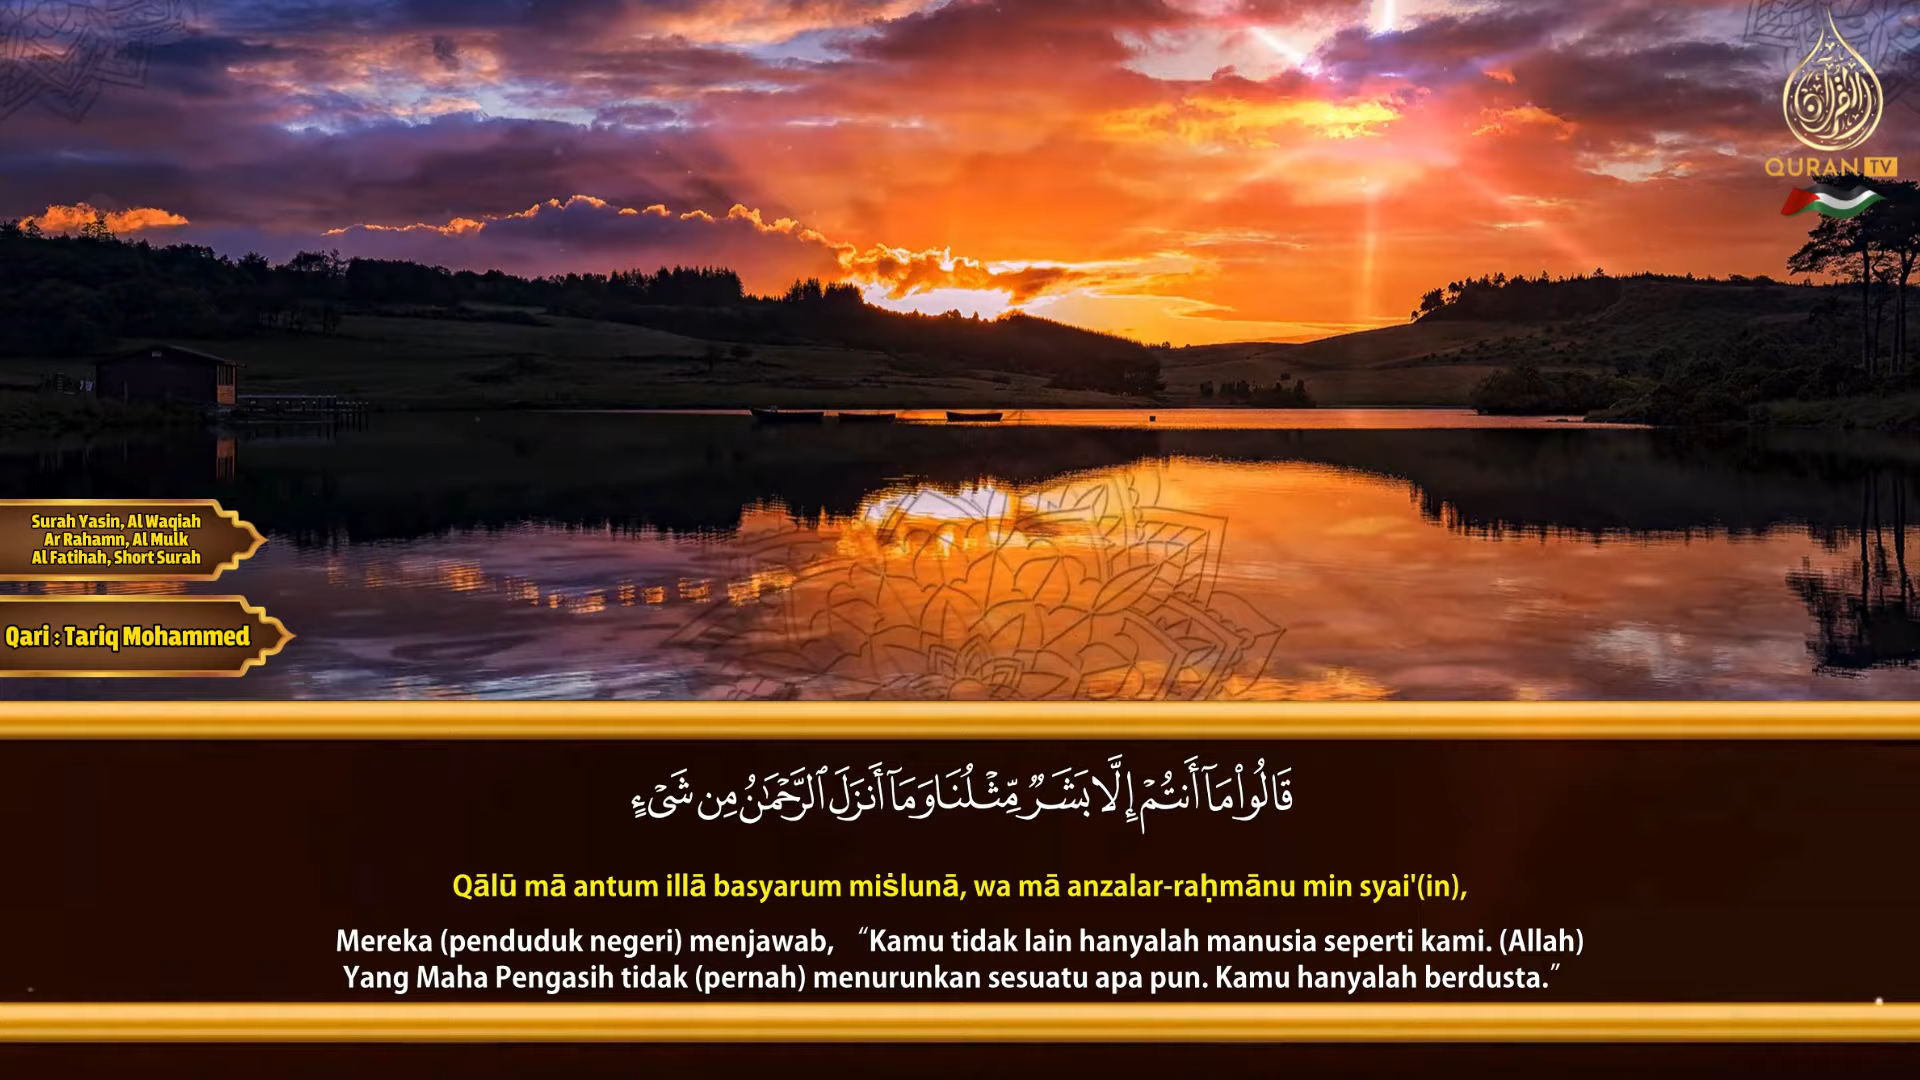 القرآن
QURAN TV
Surah Yasin, Al Waqiah
Ar Rahamn, Al Mulk
Al Fatihah, Short Surah
Qari : Tariq Mohammed
قَالُوا۟ مَآ أَنتُمْ إِلَّا بَشَرٌ مِّثْلُنَا وَمَآ أَنزَلَ ٱلرَّحْمَـٰنُ مِن شَىْءٍ
Qālū mā antum illā basyarum miṡlunā, wa mā anzalar-raḥmānu min syai'(in),
Mereka (penduduk negeri) menjawab, “Kamu tidak lain hanyalah manusia seperti kami. (Allah)
Yang Maha Pengasih tidak (pernah) menurunkan sesuatu apa pun. Kamu hanyalah berdusta.”